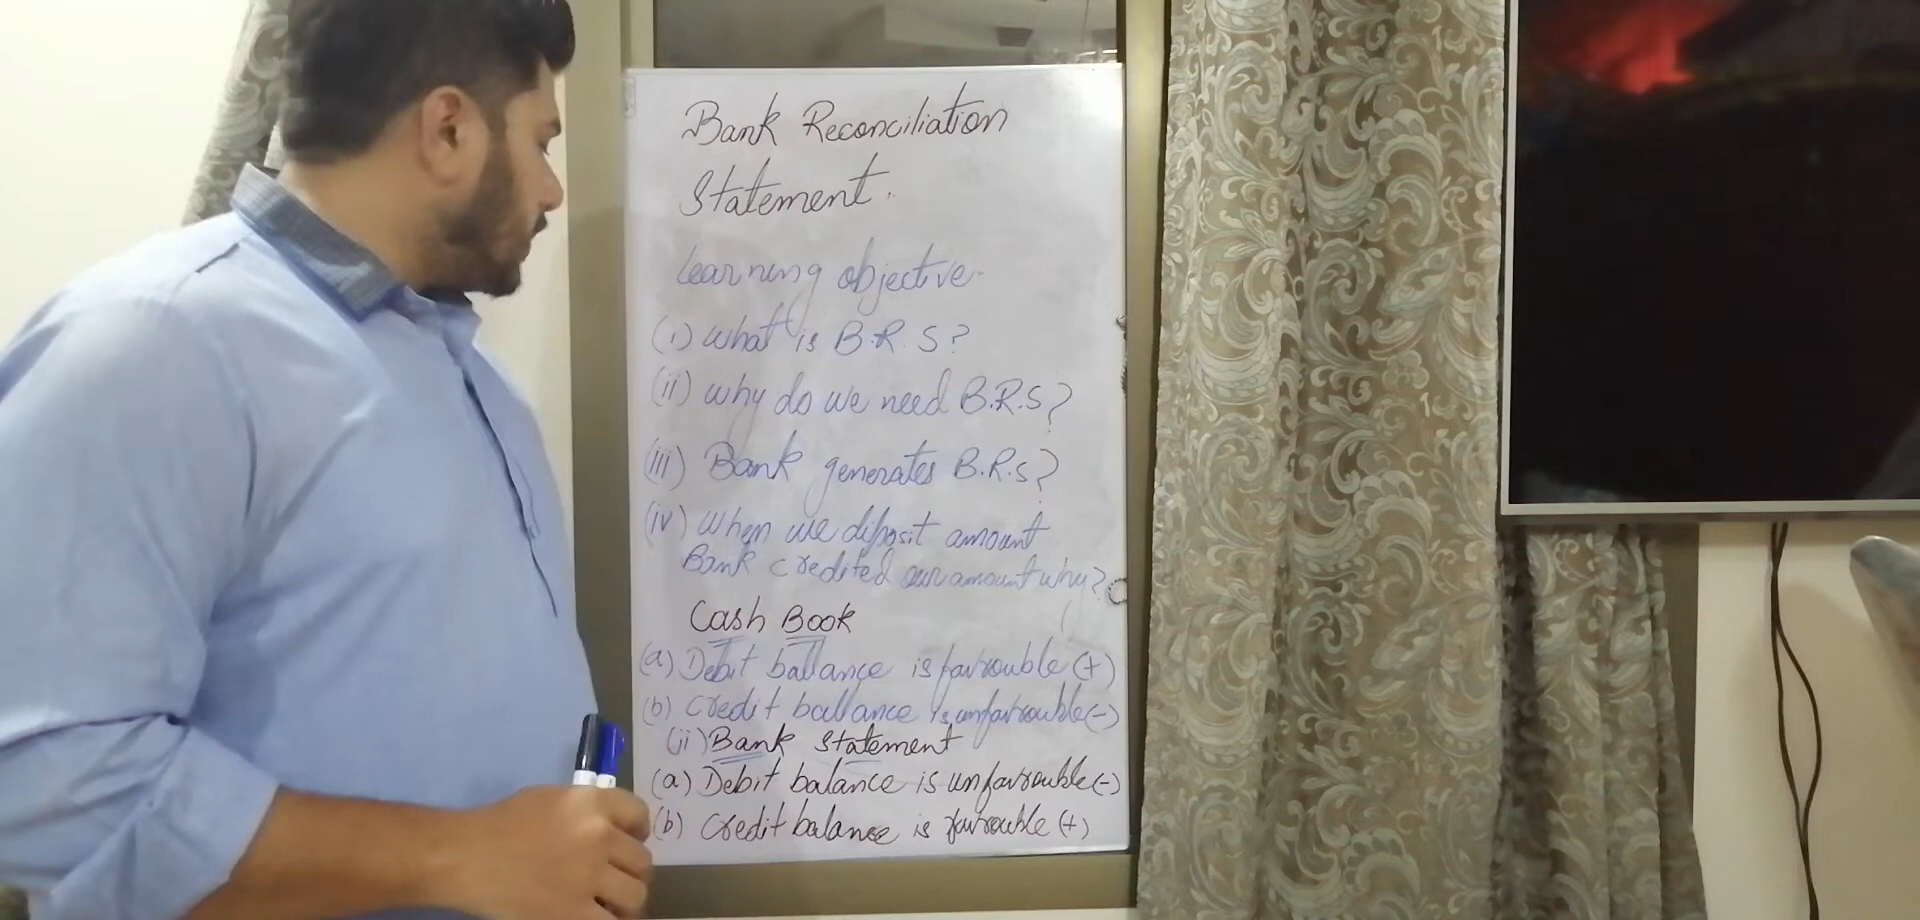 Bank Reconciliation
Statement.
Learning objective.
(i) What is B.R.S?
(ii) why do we need B.R.S?
(iii) Bank generates B.R.S?
(iv) When we diposit amount
Bank credited our amount why?
Cash Book
(a) Debit ballance is favrouble (+)
(b) Credit ballance is unfavrouble (-)
(ii) Bank Statement
(a) Debit balance is unfavrouble (-)
(b) Credit balance is favrouble (+)